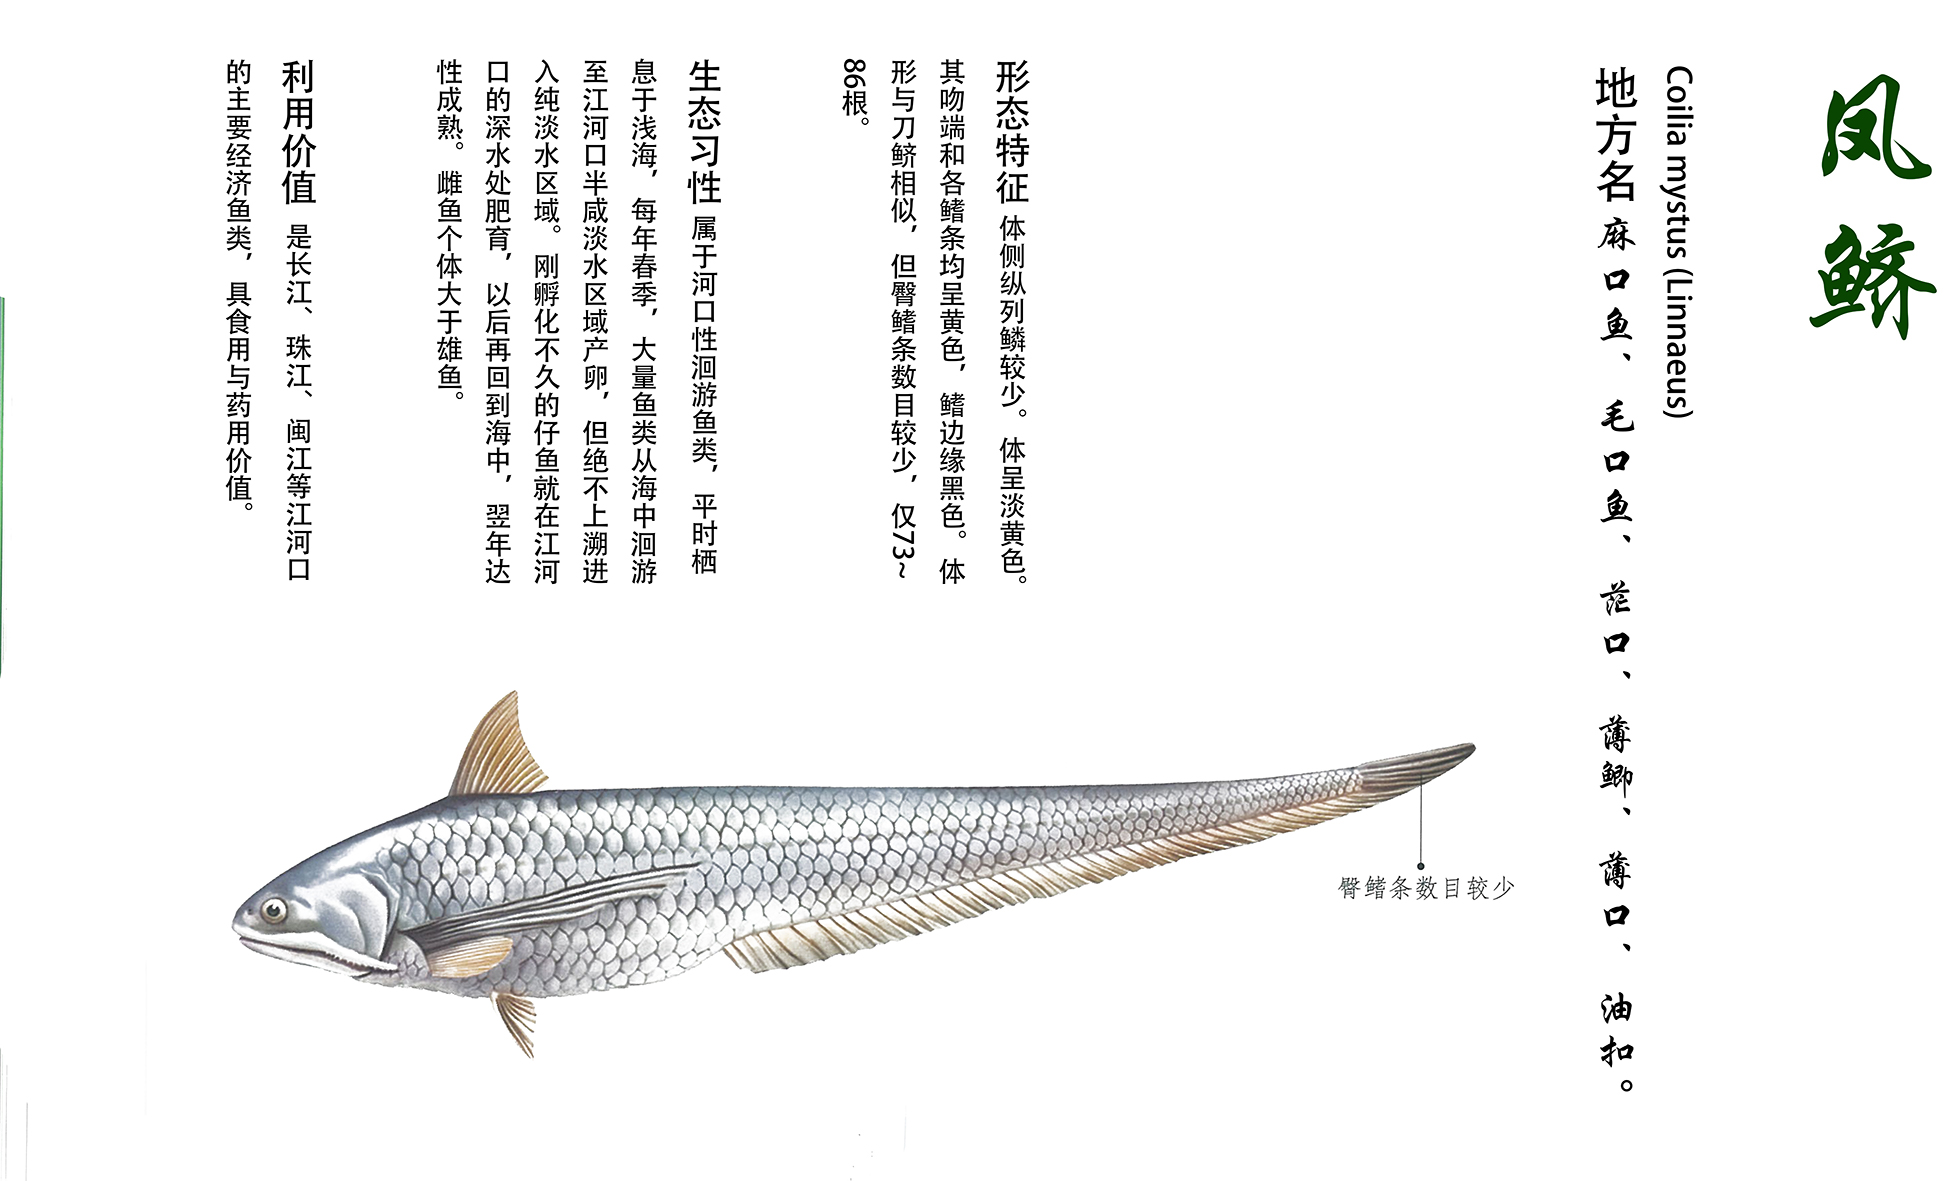 凤鲚
Coilia mystus (Linnaeus)
地方名 麻口鱼、毛口鱼、茫口、薄鲫、薄口、油扣。
形态特征 体侧纵列鳞较少。体呈淡黄色。
其吻端和各鳍条均呈黄色，鳍边缘黑色。体
形与刀鲚相似，但臀鳍条数目较少，仅73~
86根。
生态习性 属于河口性洄游鱼类，平时栖
息于浅海，每年春季，大量鱼类从海中洄游
至江河口半咸淡水区域产卵，但绝不上溯进
入纯淡水区域。刚孵化不久的仔鱼就在江河
口的深水处肥育，以后再回到海中，翌年达
性成熟。雌鱼个体大于雄鱼。
利用价值 是长江、珠江、闽江等江河口
的主要经济鱼类，具食用与药用价值。
臀鳍条数目较少